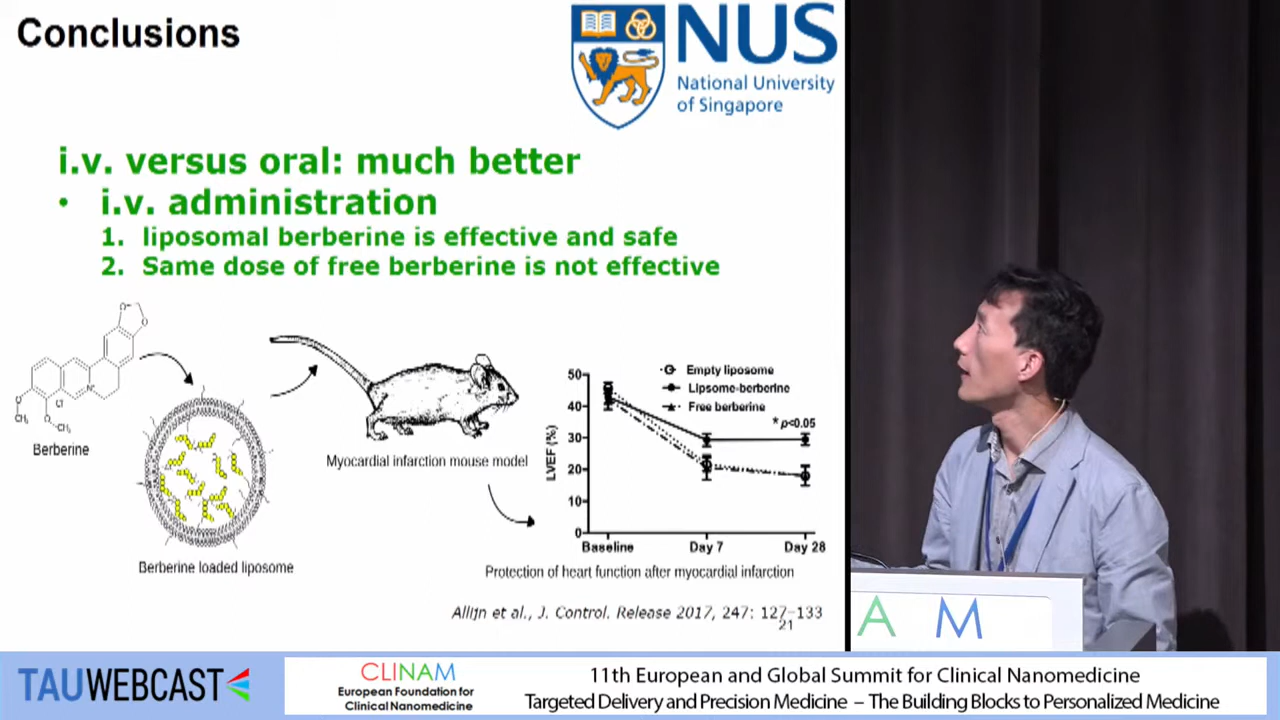 Conclusions
NUS
National University
of Singapore
i.v. versus oral: much better
• i.v. administration
1. liposomal berberine is effective and safe
2. Same dose of free berberine is not effective
O
O
N+
Cl
O
CH₃
O
CH₃
Berberine
Berberine loaded liposome
Myocardial infarction mouse model
Empty liposome
Lipsome-berberine
Free berberine
* p<0.05
LVEF (%)
50
40
30
20
10
0
Baseline Day 7 Day 28
Protection of heart function after myocardial infarction
Allijn et al., J. Control. Release 2017, 247: 127–133
21
A M
TAUWEBCAST
CLINAM
European Foundation for
Clinical Nanomedicine
11th European and Global Summit for Clinical Nanomedicine
Targeted Delivery and Precision Medicine – The Building Blocks to Personalized Medicine